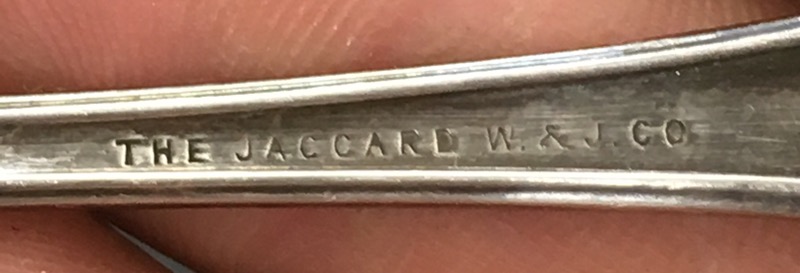 THE JACCARD W. & J. CO